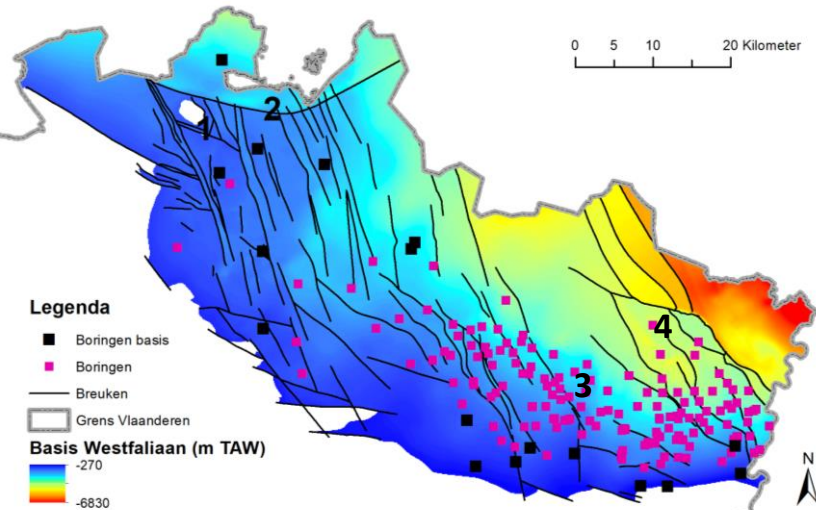 0 5 10 20 Kilometer
2
1
4
3
Legenda
Boringen basis
Boringen
Breuken
Grens Vlaanderen
Basis Westfaliaan (m TAW)
-270
-6830
N